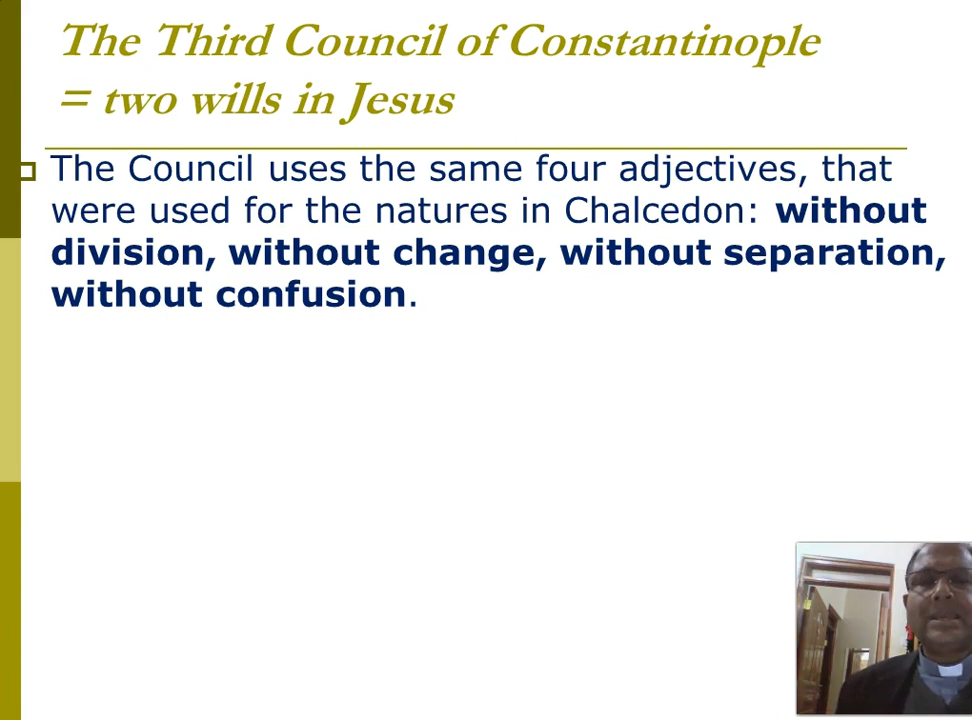 The Third Council of Constantinople
= two wills in Jesus
The Council uses the same four adjectives, that
were used for the natures in Chalcedon: without
division, without change, without separation,
without confusion.